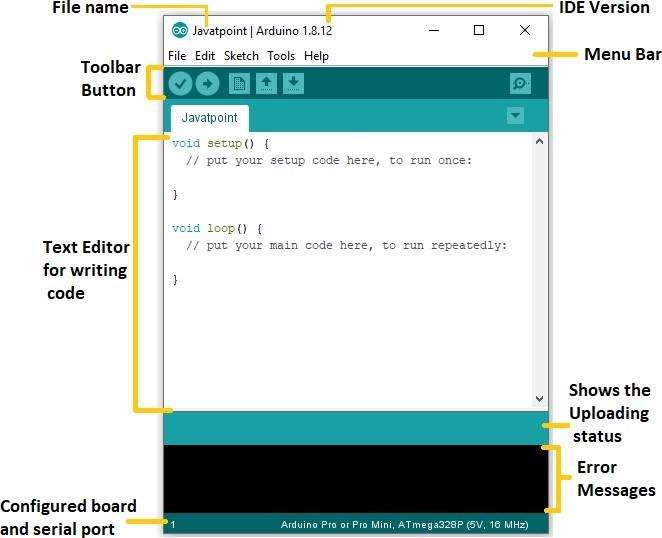 File name
IDE Version
Javatpoint | Arduino 1.8.12
File Edit Sketch Tools Help
Menu Bar
Toolbar
Button
Javatpoint
void setup() {
// put your setup code here, to run once:
}
void loop() {
// put your main code here, to run repeatedly:
}
Text Editor
for writing
code
Shows the
Uploading
status
Error
Messages
Configured board
and serial port
1
Arduino Pro or Pro Mini, ATmega328P (5V, 16 MHz)